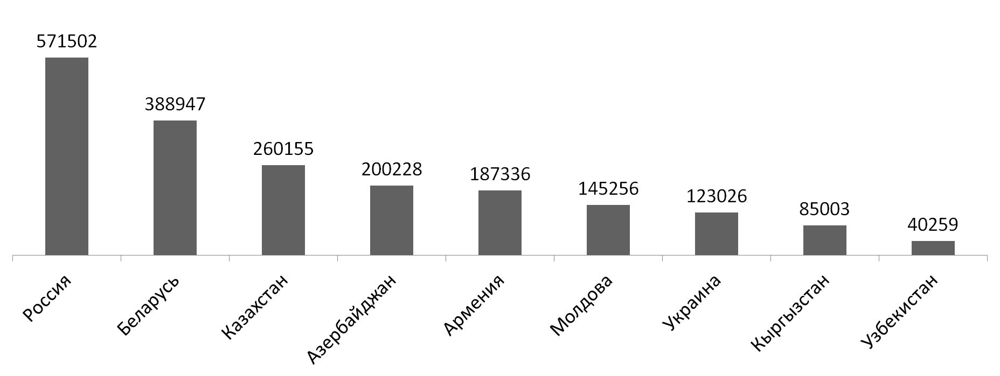 571502
388947
260155
200228
187336
145256
123026
85003
40259
Россия
Беларусь
Казахстан
Азербайджан
Армения
Молдова
Украина
Кыргызстан
Узбекистан